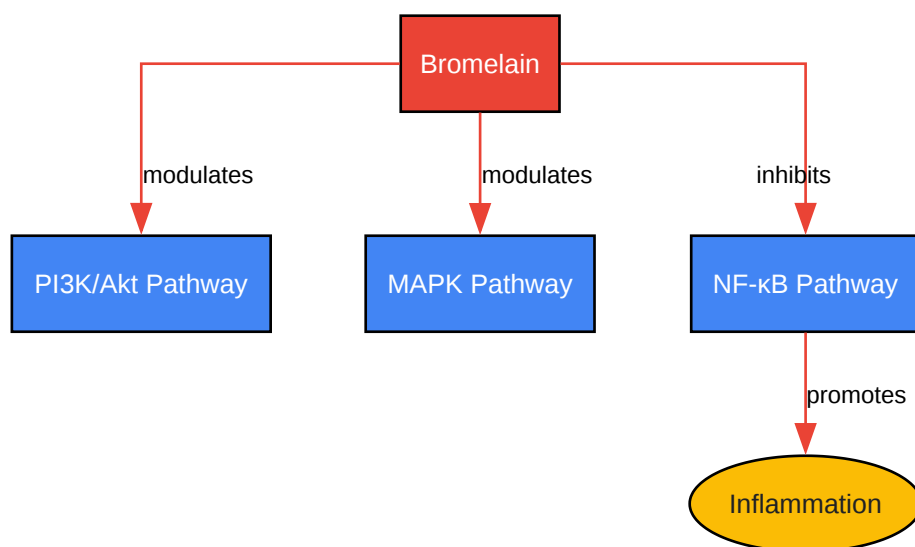 Bromelain
modulates
modulates
inhibits
PI3K/Akt Pathway
MAPK Pathway
NF-κB Pathway
promotes
Inflammation